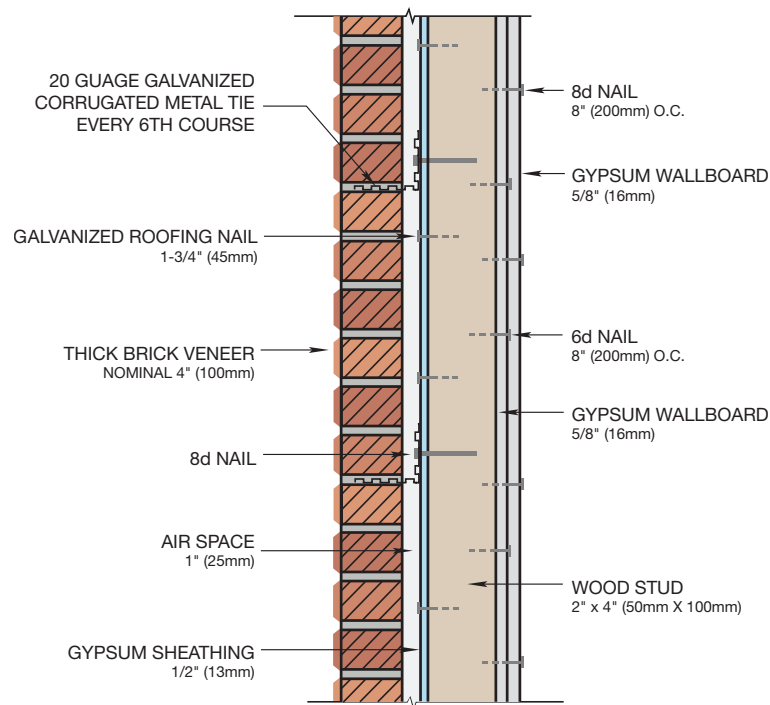 20 GUAGE GALVANIZED
CORRUGATED METAL TIE
EVERY 6TH COURSE
GALVANIZED ROOFING NAIL
1-3/4" (45mm)
THICK BRICK VENEER
NOMINAL 4" (100mm)
8d NAIL
AIR SPACE
1" (25mm)
GYPSUM SHEATHING
1/2" (13mm)
8d NAIL
8" (200mm) O.C.
GYPSUM WALLBOARD
5/8" (16mm)
6d NAIL
8" (200mm) O.C.
GYPSUM WALLBOARD
5/8" (16mm)
WOOD STUD
2" x 4" (50mm X 100mm)